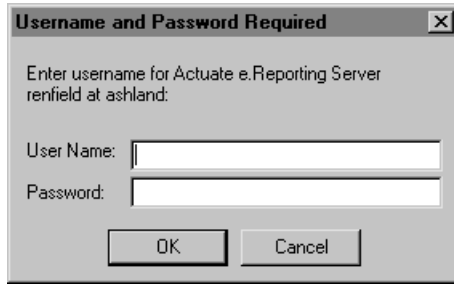 Username and Password Required
Enter username for Actuate e.Reporting Server
renfield at ashland:
User Name:
Password:
OK Cancel